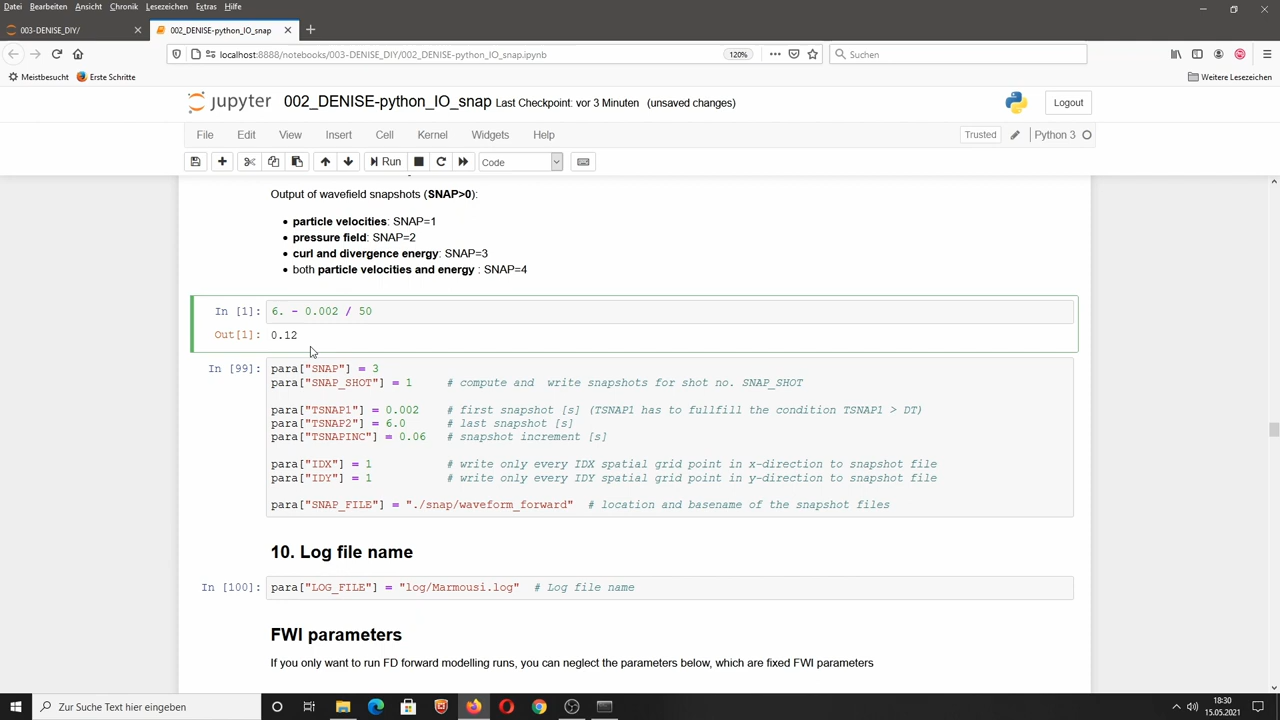 Datei Bearbeiten Ansicht Chronik Lesezeichen Extras Hilfe
003-DENISE_DIY/
002_DENISE-python_IO_snap
localhost:8888/notebooks/003-DENISE_DIY/002_DENISE-python_IO_snap.ipynb
120%
Suchen
Meistbesucht Erste Schritte Weitere Lesezeichen
jupyter 002_DENISE-python_IO_snap Last Checkpoint: vor 3 Minuten (unsaved changes) Logout
File Edit View Insert Cell Kernel Widgets Help Trusted Python 3
Run Code
Output of wavefield snapshots (SNAP>0):
• particle velocities: SNAP=1
• pressure field: SNAP=2
• curl and divergence energy: SNAP=3
• both particle velocities and energy : SNAP=4
In [1]: 6. - 0.002 / 50
Out[1]: 0.12
In [99]: para["SNAP"] = 3
para["SNAP_SHOT"] = 1 # compute and write snapshots for shot no. SNAP_SHOT
para["TSNAP1"] = 0.002 # first snapshot [s] (TSNAP1 has to fullfill the condition TSNAP1 > DT)
para["TSNAP2"] = 6.0 # last snapshot [s]
para["TSNAPINC"] = 0.06 # snapshot increment [s]
para["IDX"] = 1 # write only every IDX spatial grid point in x-direction to snapshot file
para["IDY"] = 1 # write only every IDY spatial grid point in y-direction to snapshot file
para["SNAP_FILE"] = "./snap/waveform_forward" # location and basename of the snapshot files
10. Log file name
In [100]: para["LOG_FILE"] = "log/Marmousi.log" # Log file name
FWI parameters
If you only want to run FD forward modelling runs, you can neglect the parameters below, which are fixed FWI parameters
Zur Suche Text hier eingeben
18:30
15.05.2021